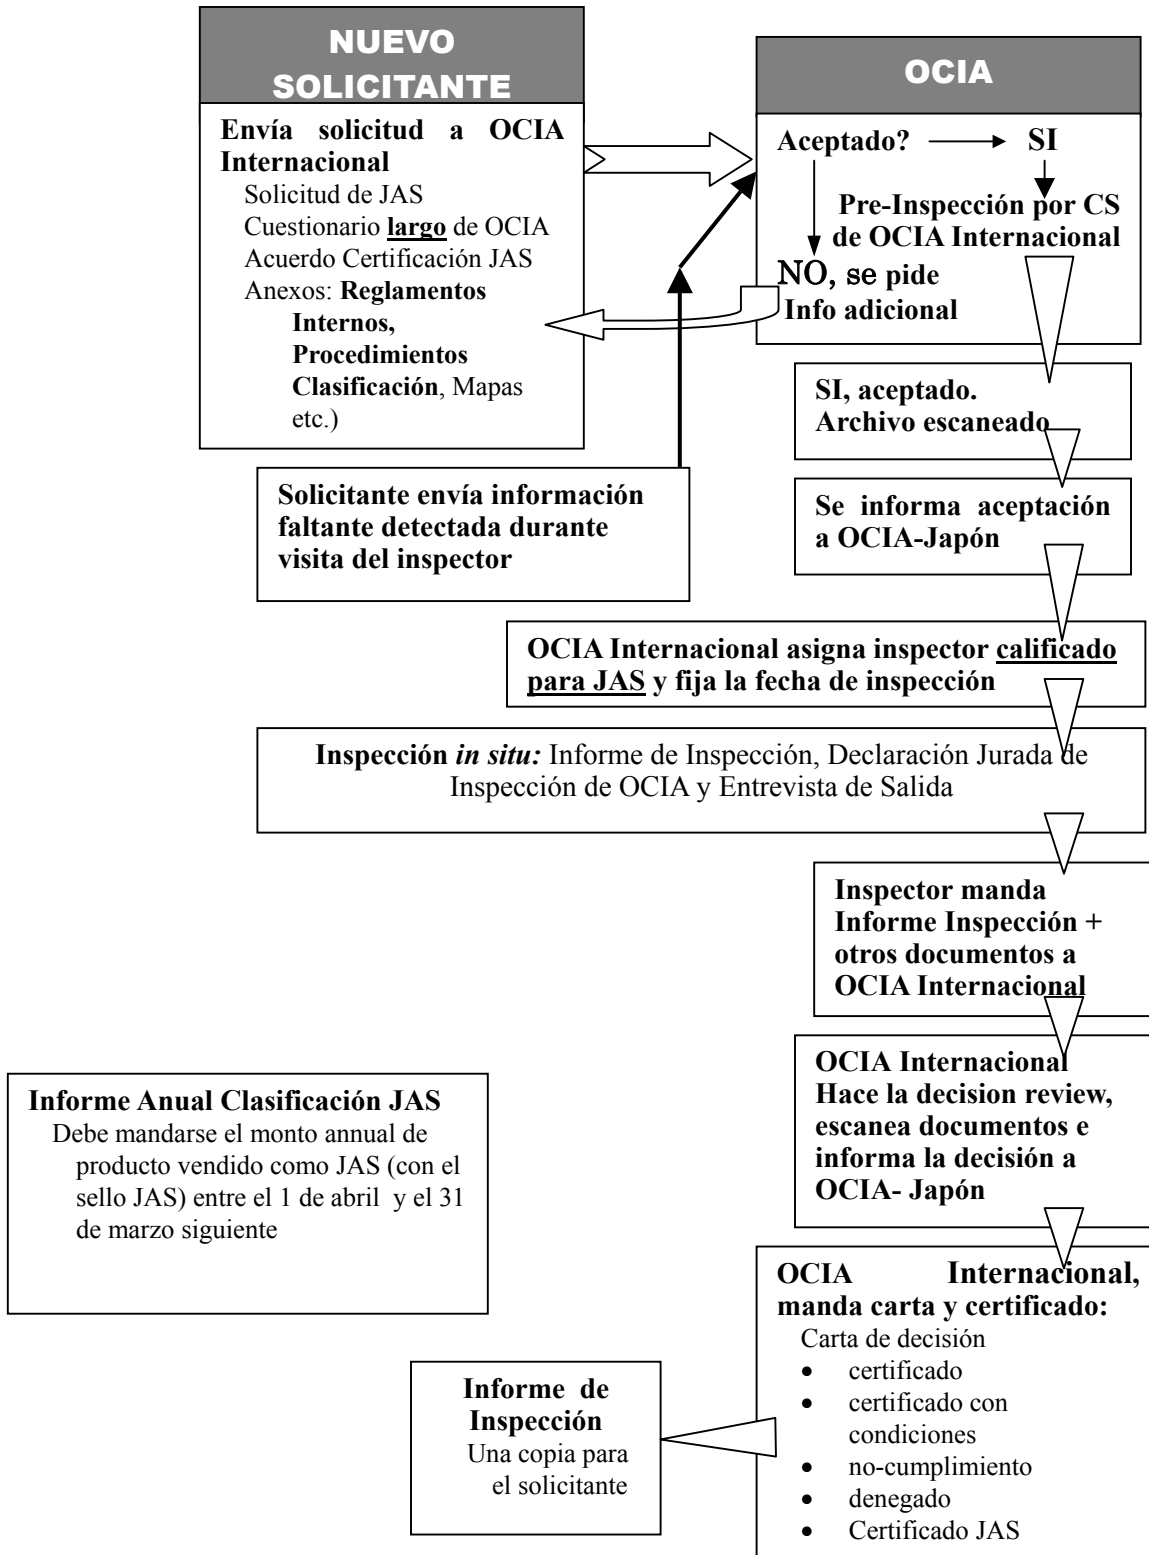 NUEVO
SOLICITANTE
Envía solicitud a OCIA
Internacional
Solicitud de JAS
Cuestionario largo de OCIA
Acuerdo Certificación JAS
Anexos: Reglamentos
Internos,
Procedimientos
Clasificación, Mapas
etc.)
OCIA
Aceptado? SI
Pre-Inspección por CS
de OCIA Internacional
NO, se pide
Info adicional
SI, aceptado.
Archivo escaneado
Solicitante envía información
faltante detectada durante
visita del inspector
Se informa aceptación
a OCIA-Japón
OCIA Internacional asigna inspector calificado
para JAS y fija la fecha de inspección
Inspección in situ: Informe de Inspección, Declaración Jurada de
Inspección de OCIA y Entrevista de Salida
Inspector manda
Informe Inspección +
otros documentos a
OCIA Internacional
OCIA Internacional
Hace la decision review,
escanea documentos e
informa la decisión a
OCIA- Japón
Informe Anual Clasificación JAS
Debe mandarse el monto annual de
producto vendido como JAS (con el
sello JAS) entre el 1 de abril y el 31
de marzo siguiente
OCIA Internacional,
manda carta y certificado:
Carta de decisión
• certificado
• certificado con
condiciones
• no-cumplimiento
• denegado
• Certificado JAS
Informe de
Inspección
Una copia para
el solicitante